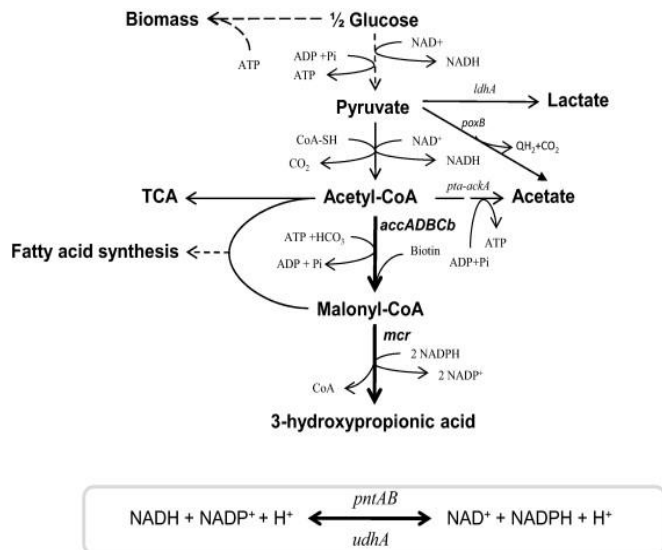 Biomass ½ Glucose
ATP
ADP +Pi NAD+
ATP NADH
Pyruvate ldhA Lactate
poxB
CoA-SH NAD⁺ QH₂+CO₂
CO₂ NADH
TCA Acetyl-CoA pta-ackA Acetate
accADBCb
ATP +HCO₃ ATP
Fatty acid synthesis Biotin ADP+Pi
ADP + Pi
Malonyl-CoA
mcr
2 NADPH
CoA 2 NADP⁺
3-hydroxypropionic acid
pntAB
NADH + NADP⁺ + H⁺ NAD⁺ + NADPH + H⁺
udhA